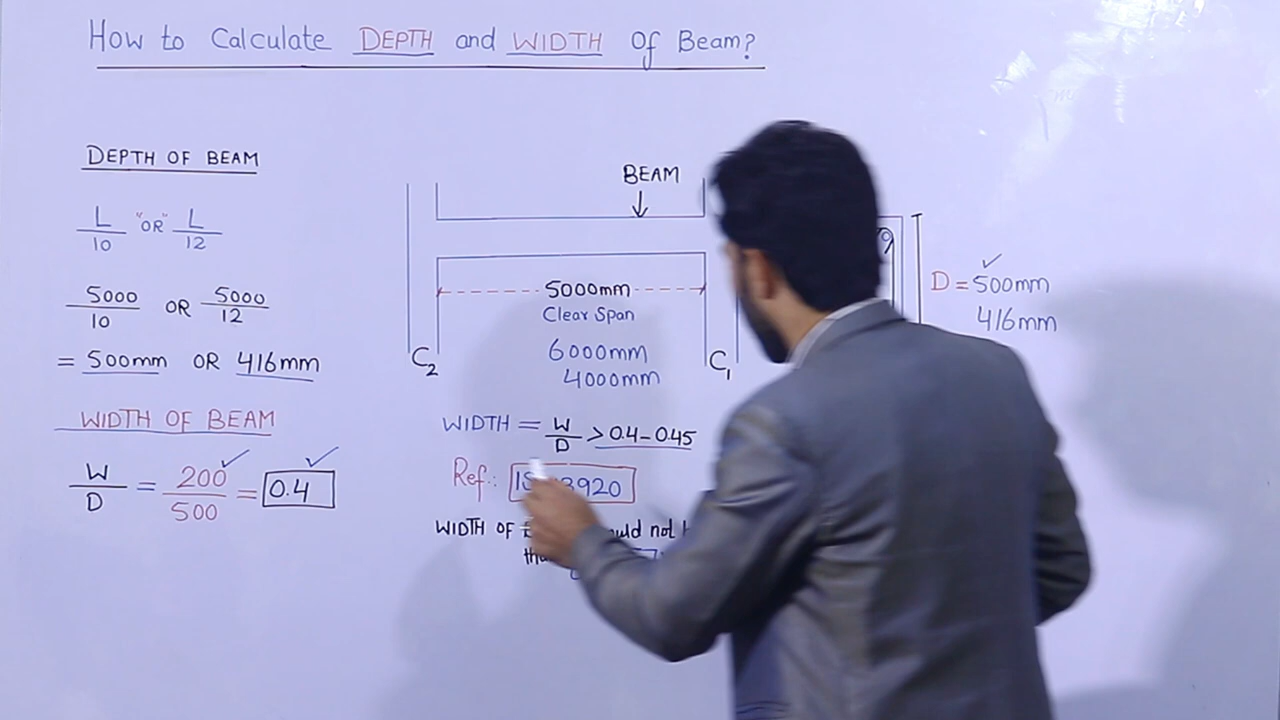 How to Calculate DEPTH and WIDTH Of Beam?
DEPTH OF BEAM
L/10 "OR" L/12
5000/10 OR 5000/12
= 500mm OR 416mm
WIDTH OF BEAM
W/D = 200/500 = 0.4
BEAM
5000mm
Clear Span
6000mm
4000mm
C2
C1
WIDTH = W/D > 0.4-0.45
Ref.: 3920
WIDTH OF not
D = 500mm
416mm